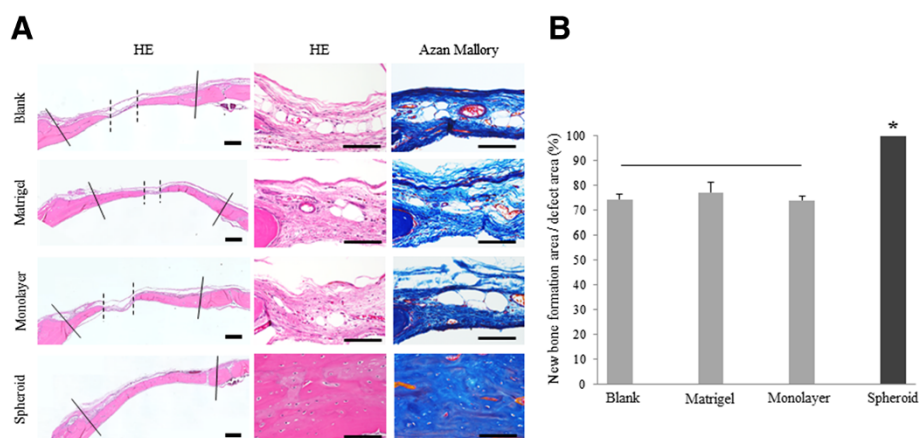 A
HE
HE
Azan Mallory
Blank
Matrigel
Monolayer
Spheroid
B
New bone formation area / defect area (%)
100
90
80
70
60
50
40
30
20
10
0
*
Blank
Matrigel
Monolayer
Spheroid